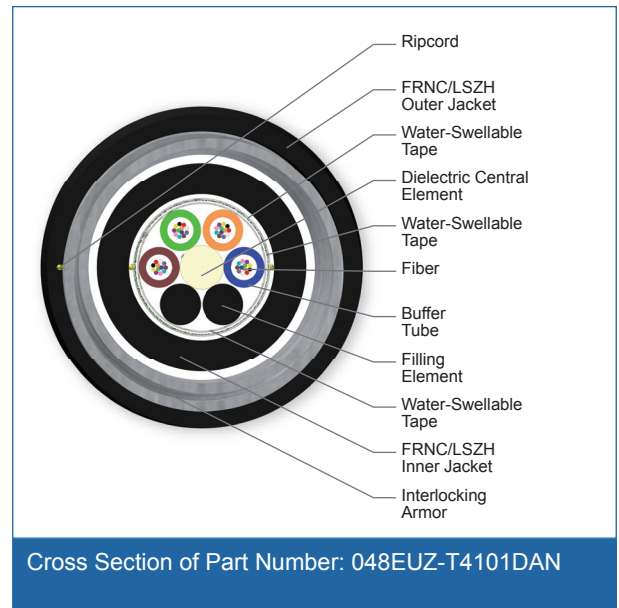 Ripcord
FRNC/LSZH
Outer Jacket
Water-Swellable
Tape
Dielectric Central
Element
Water-Swellable
Tape
Fiber
Buffer
Tube
Filling
Element
Water-Swellable
Tape
FRNC/LSZH
Inner Jacket
Interlocking
Armor
Cross Section of Part Number: 048EUZ-T4101DAN